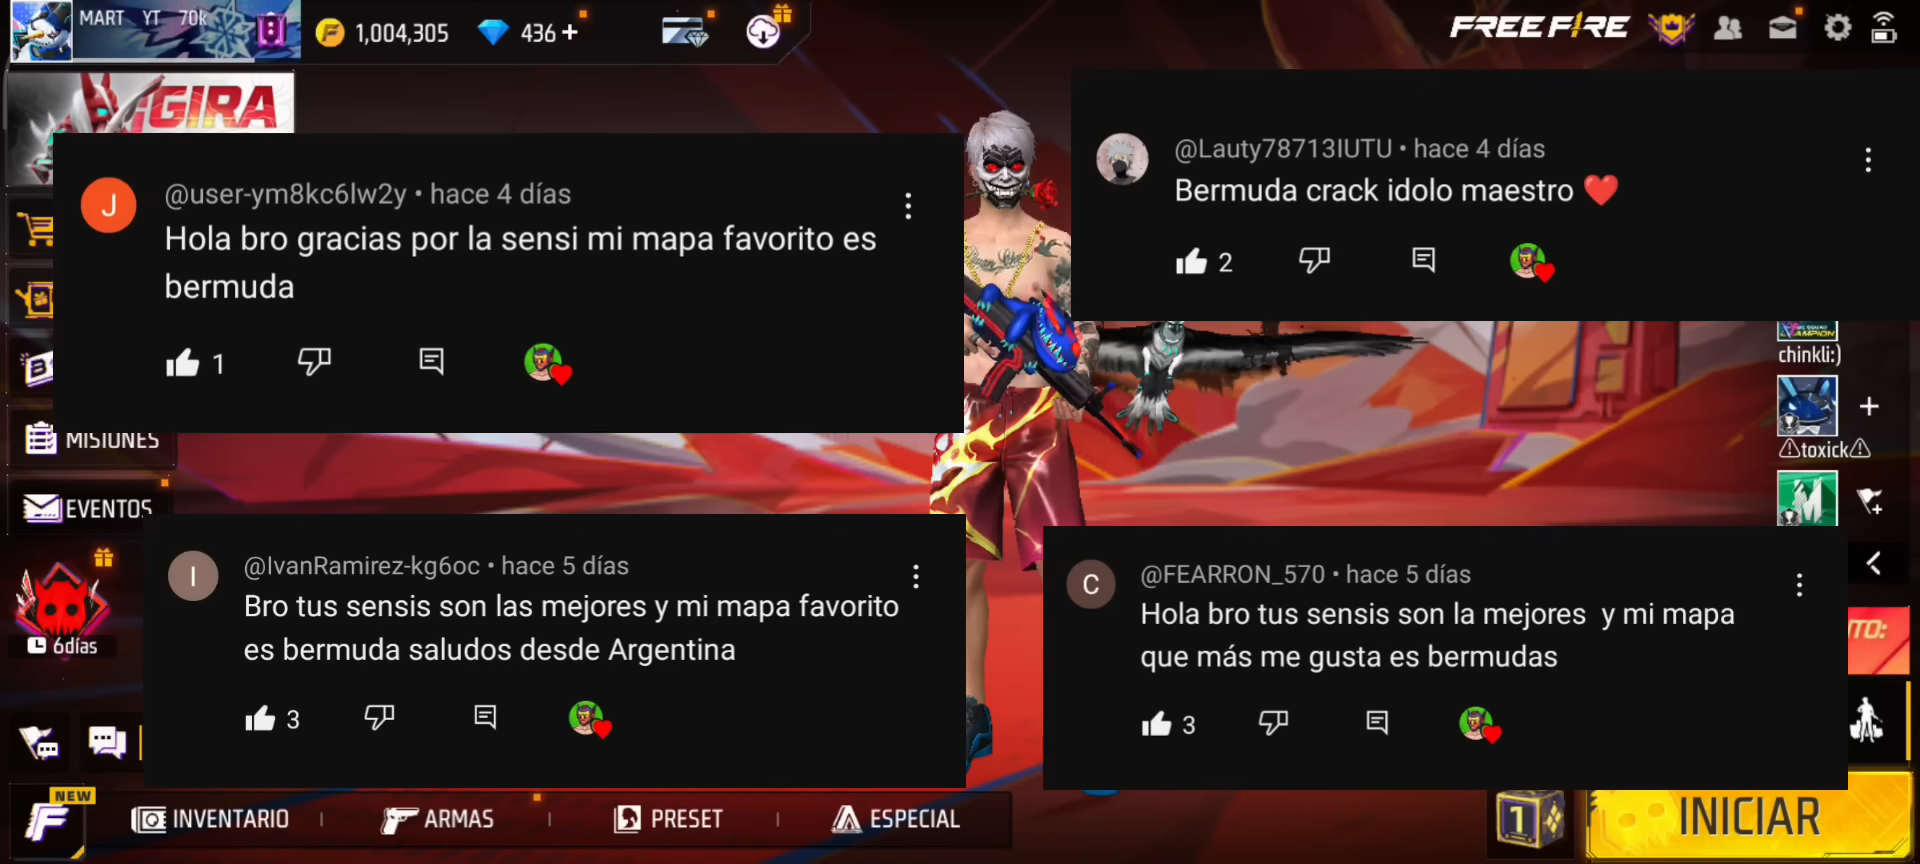 MART YT 70k
1,004,305
436 +
FREE FIRE
GIRA
@user-ym8kc6lw2y • hace 4 días
Hola bro gracias por la sensi mi mapa favorito es
bermuda
1
@Lauty78713IUTU • hace 4 días
Bermuda crack idolo maestro ❤️
2
chinkli:)
⚠toxick⚠
MISIONES
EVENTOS
6días
@IvanRamirez-kg6oc • hace 5 días
Bro tus sensis son las mejores y mi mapa favorito
es bermuda saludos desde Argentina
3
@FEARRON_570 • hace 5 días
Hola bro tus sensis son la mejores  y mi mapa
que más me gusta es bermudas
3
J
I
C
TO:
NEW
INVENTARIO
ARMAS
PRESET
ESPECIAL
1
INICIAR